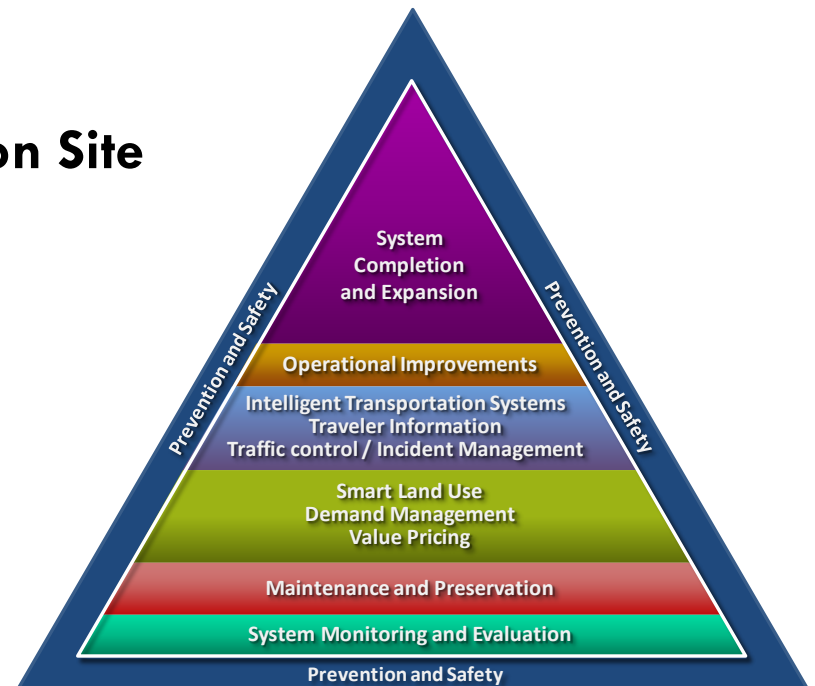 on Site
System
Completion
and Expansion
Prevention and Safety
Prevention and Safety
Operational Improvements
Intelligent Transportation Systems
Traveler Information
Traffic control / Incident Management
Smart Land Use
Demand Management
Value Pricing
Maintenance and Preservation
System Monitoring and Evaluation
Prevention and Safety